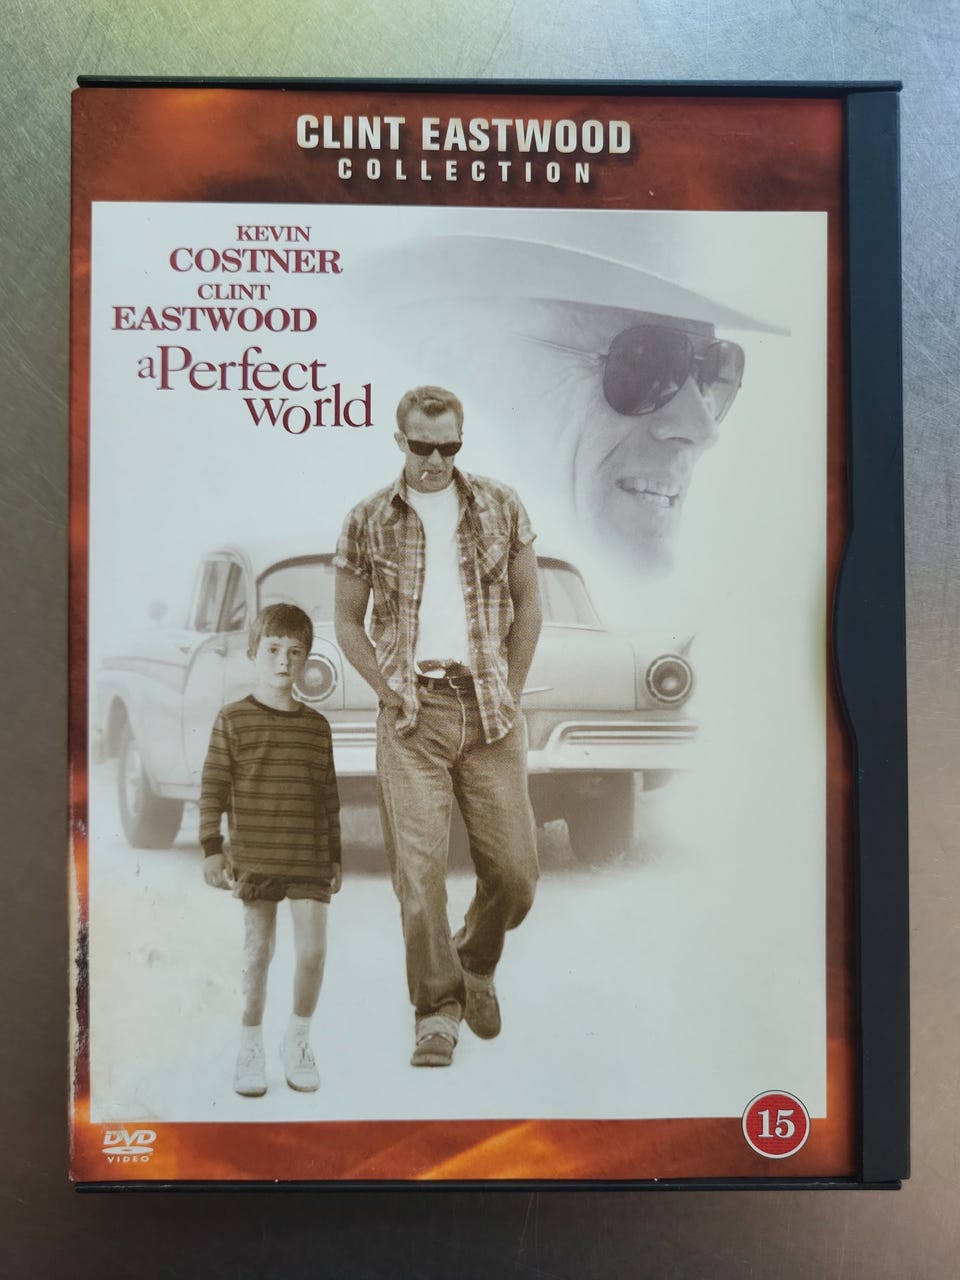 CLINT EASTWOOD
COLLECTION
KEVIN
COSTNER
CLINT
EASTWOOD
a Perfect
world
DVD
VIDEO
15